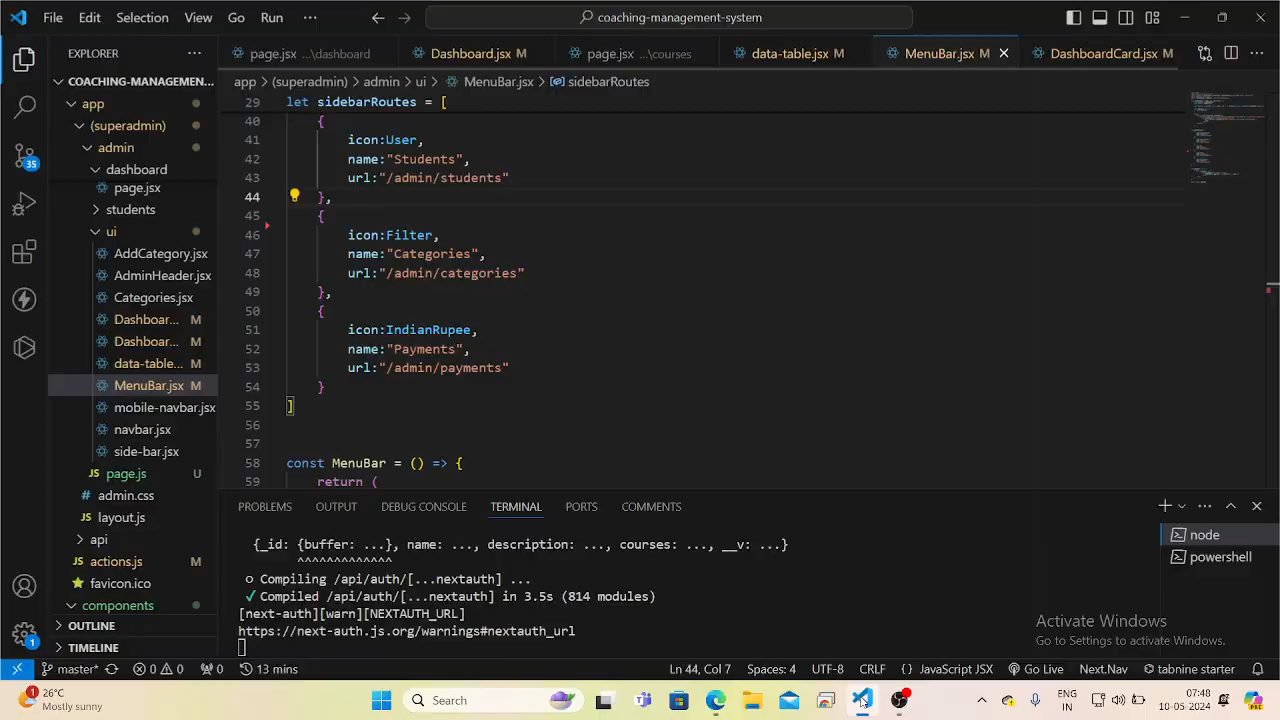 File Edit Selection View Go Run ··· coaching-management-system
EXPLORER ···
page.jsx ...\dashboard Dashboard.jsx M page.jsx ...\courses data-table.jsx M MenuBar.jsx M DashboardCard.jsx M ···
COACHING-MANAGEM...
app > (superadmin) > admin > ui > MenuBar.jsx > sidebarRoutes
app
(superadmin)
admin
dashboard
page.jsx
students
ui
AddCategory.jsx
AdminHeader.jsx
Categories.jsx
Dashboar... M
Dashboar... M
data-table... M
MenuBar.jsx M
mobile-navbar.jsx
navbar.jsx
side-bar.jsx
JS page.js U
admin.css
JS layout.js
api
JS actions.js
favicon.ico
components
OUTLINE
TIMELINE
35
1
29 let sidebarRoutes = [
40 {
41 icon:User,
42 name:"Students",
43 url:"/admin/students"
44 },
45 {
46 icon:Filter,
47 name:"Categories",
48 url:"/admin/categories"
49 },
50 {
51 icon:IndianRupee,
52 name:"Payments",
53 url:"/admin/payments"
54 }
55 ]
56
57
58 const MenuBar = () => {
59 return (
PROBLEMS OUTPUT DEBUG CONSOLE TERMINAL PORTS COMMENTS
{_id: {buffer: ...}, name: ..., description: ..., courses: ..., __v: ...}
^^^^^^^^^^^^^
○ Compiling /api/auth/[...nextauth] ...
✓ Compiled /api/auth/[...nextauth] in 3.5s (814 modules)
[next-auth][warn][NEXTAUTH_URL]
https://next-auth.js.org/warnings#nextauth_url
node
powershell
Activate Windows
Go to Settings to activate Windows.
master* 0 0 0 13 mins Ln 44, Col 7 Spaces: 4 UTF-8 CRLF {} JavaScript JSX Go Live Next.Nav tabnine starter
1 26°C
Mostly sunny
Search
ENG
IN
07:48
10-05-2024